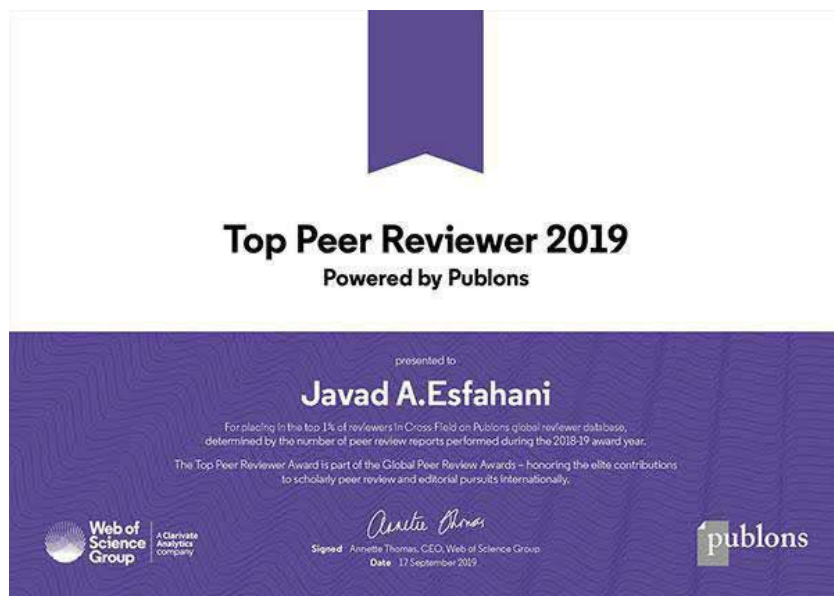 Top Peer Reviewer 2019
Powered by Publons
presented to
Javad A.Esfahani
For placing in the top 1% of reviewers in Cross Field on Publons global reviewer database,
determined by the number of peer review reports performed during the 2018-19 award year.
The Top Peer Reviewer Award is part of the Global Peer Review Awards – honoring the elite contributions
to scholarly peer review and editorial pursuits internationally.
Web of
Science
Group
A Clarivate
Analytics
company
Annette Thomas
Signed Annette Thomas, CEO, Web of Science Group
Date 17 September 2019
publons